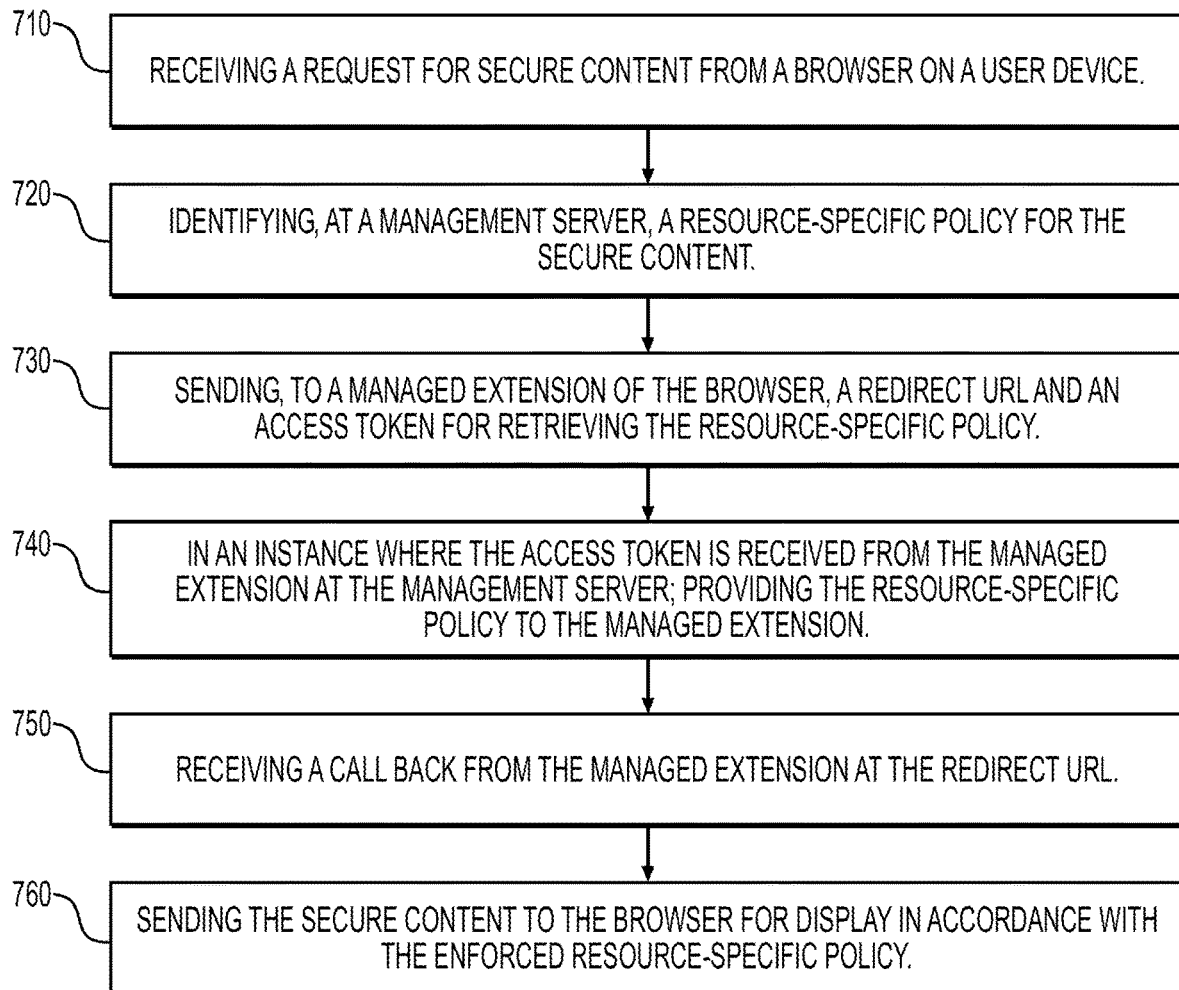 710
RECEIVING A REQUEST FOR SECURE CONTENT FROM A BROWSER ON A USER DEVICE.
720
IDENTIFYING, AT A MANAGEMENT SERVER, A RESOURCE-SPECIFIC POLICY FOR THE
SECURE CONTENT.
730
SENDING, TO A MANAGED EXTENSION OF THE BROWSER, A REDIRECT URL AND AN
ACCESS TOKEN FOR RETRIEVING THE RESOURCE-SPECIFIC POLICY.
740
IN AN INSTANCE WHERE THE ACCESS TOKEN IS RECEIVED FROM THE MANAGED
EXTENSION AT THE MANAGEMENT SERVER; PROVIDING THE RESOURCE-SPECIFIC
POLICY TO THE MANAGED EXTENSION.
750
RECEIVING A CALL BACK FROM THE MANAGED EXTENSION AT THE REDIRECT URL.
760
SENDING THE SECURE CONTENT TO THE BROWSER FOR DISPLAY IN ACCORDANCE WITH
THE ENFORCED RESOURCE-SPECIFIC POLICY.